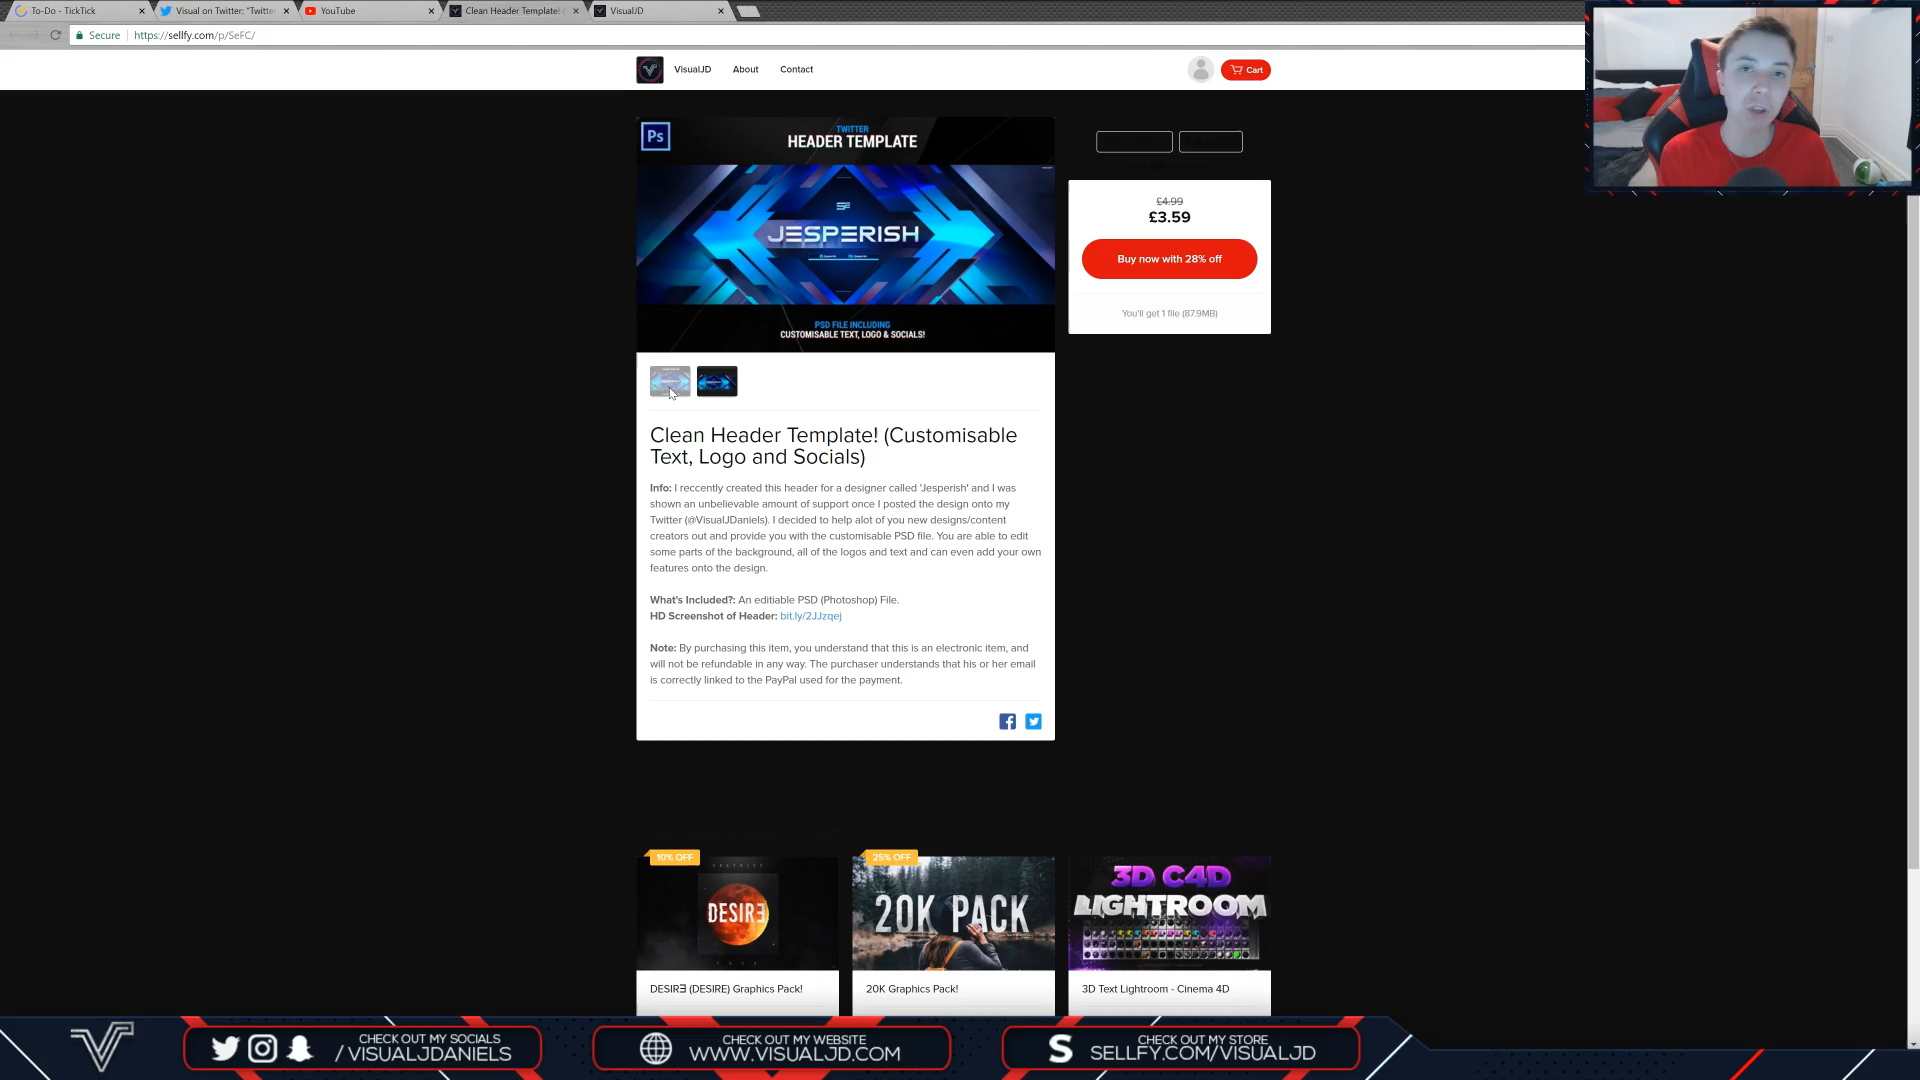 To-Do - TickTick
Visual on Twitter: "Twitte
YouTube
Clean Header Template! (
VisualJD
Secure
https://sellfy.com/p/SeFC/
VisualJD
About
Contact
Cart
Ps
TWITTER
HEADER TEMPLATE
JESPERISH
PSD FILE INCLUDING
CUSTOMISABLE TEXT, LOGO & SOCIALS!
£4.99
£3.59
Buy now with 28% off
You'll get 1 file (87.9MB)
Clean Header Template! (Customisable
Text, Logo and Socials)
Info: I reccently created this header for a designer called 'Jesperish' and I was
shown an unbelievable amount of support once I posted the design onto my
Twitter (@VisualJDaniels). I decided to help alot of you new designs/content
creators out and provide you with the customisable PSD file. You are able to edit
some parts of the background, all of the logos and text and can even add your own
features onto the design.
What's Included?: An editiable PSD (Photoshop) File.
HD Screenshot of Header: bit.ly/2JJzqej
Note: By purchasing this item, you understand that this is an electronic item, and
will not be refundable in any way. The purchaser understands that his or her email
is correctly linked to the PayPal used for the payment.
10% OFF
25% OFF
DESIRƎ
20K PACK
3D C4D
LIGHTROOM
DESIRƎ (DESIRE) Graphics Pack!
20K Graphics Pack!
3D Text Lightroom - Cinema 4D
CHECK OUT MY SOCIALS
/VISUALJDANIELS
CHECK OUT MY WEBSITE
WWW.VISUALJD.COM
CHECK OUT MY STORE
SELLFY.COM/VISUALJD